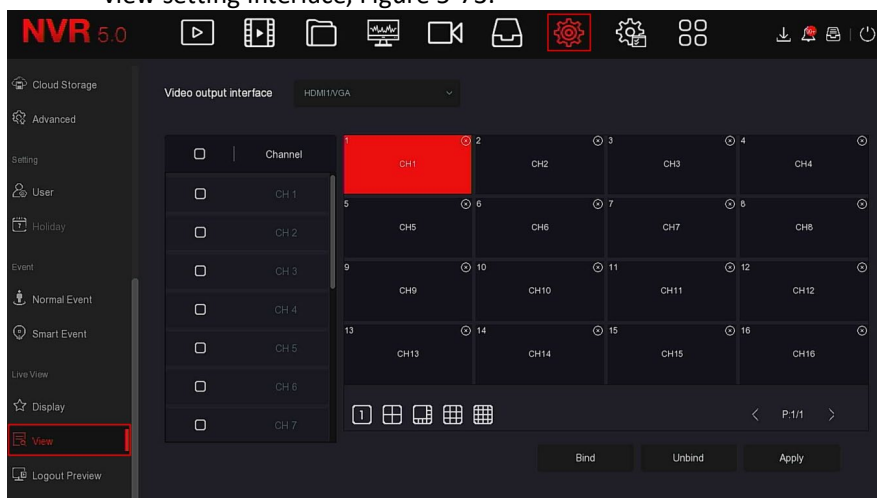 View setting interface, Figure 5-73.
NVR 5.0
Cloud Storage
Advanced
Setting
User
Holiday
Event
Normal Event
Smart Event
Live View
Display
View
Logout Preview
Video output interface HDMI1/VGA
Channel
CH 1
CH 2
CH 3
CH 4
CH 5
CH 6
CH 7
1 2 3 4
CH1 CH2 CH3 CH4
5 6 7 8
CH5 CH6 CH7 CH8
9 10 11 12
CH9 CH10 CH11 CH12
13 14 15 16
CH13 CH14 CH15 CH16
1 P:1/1
Bind Unbind Apply